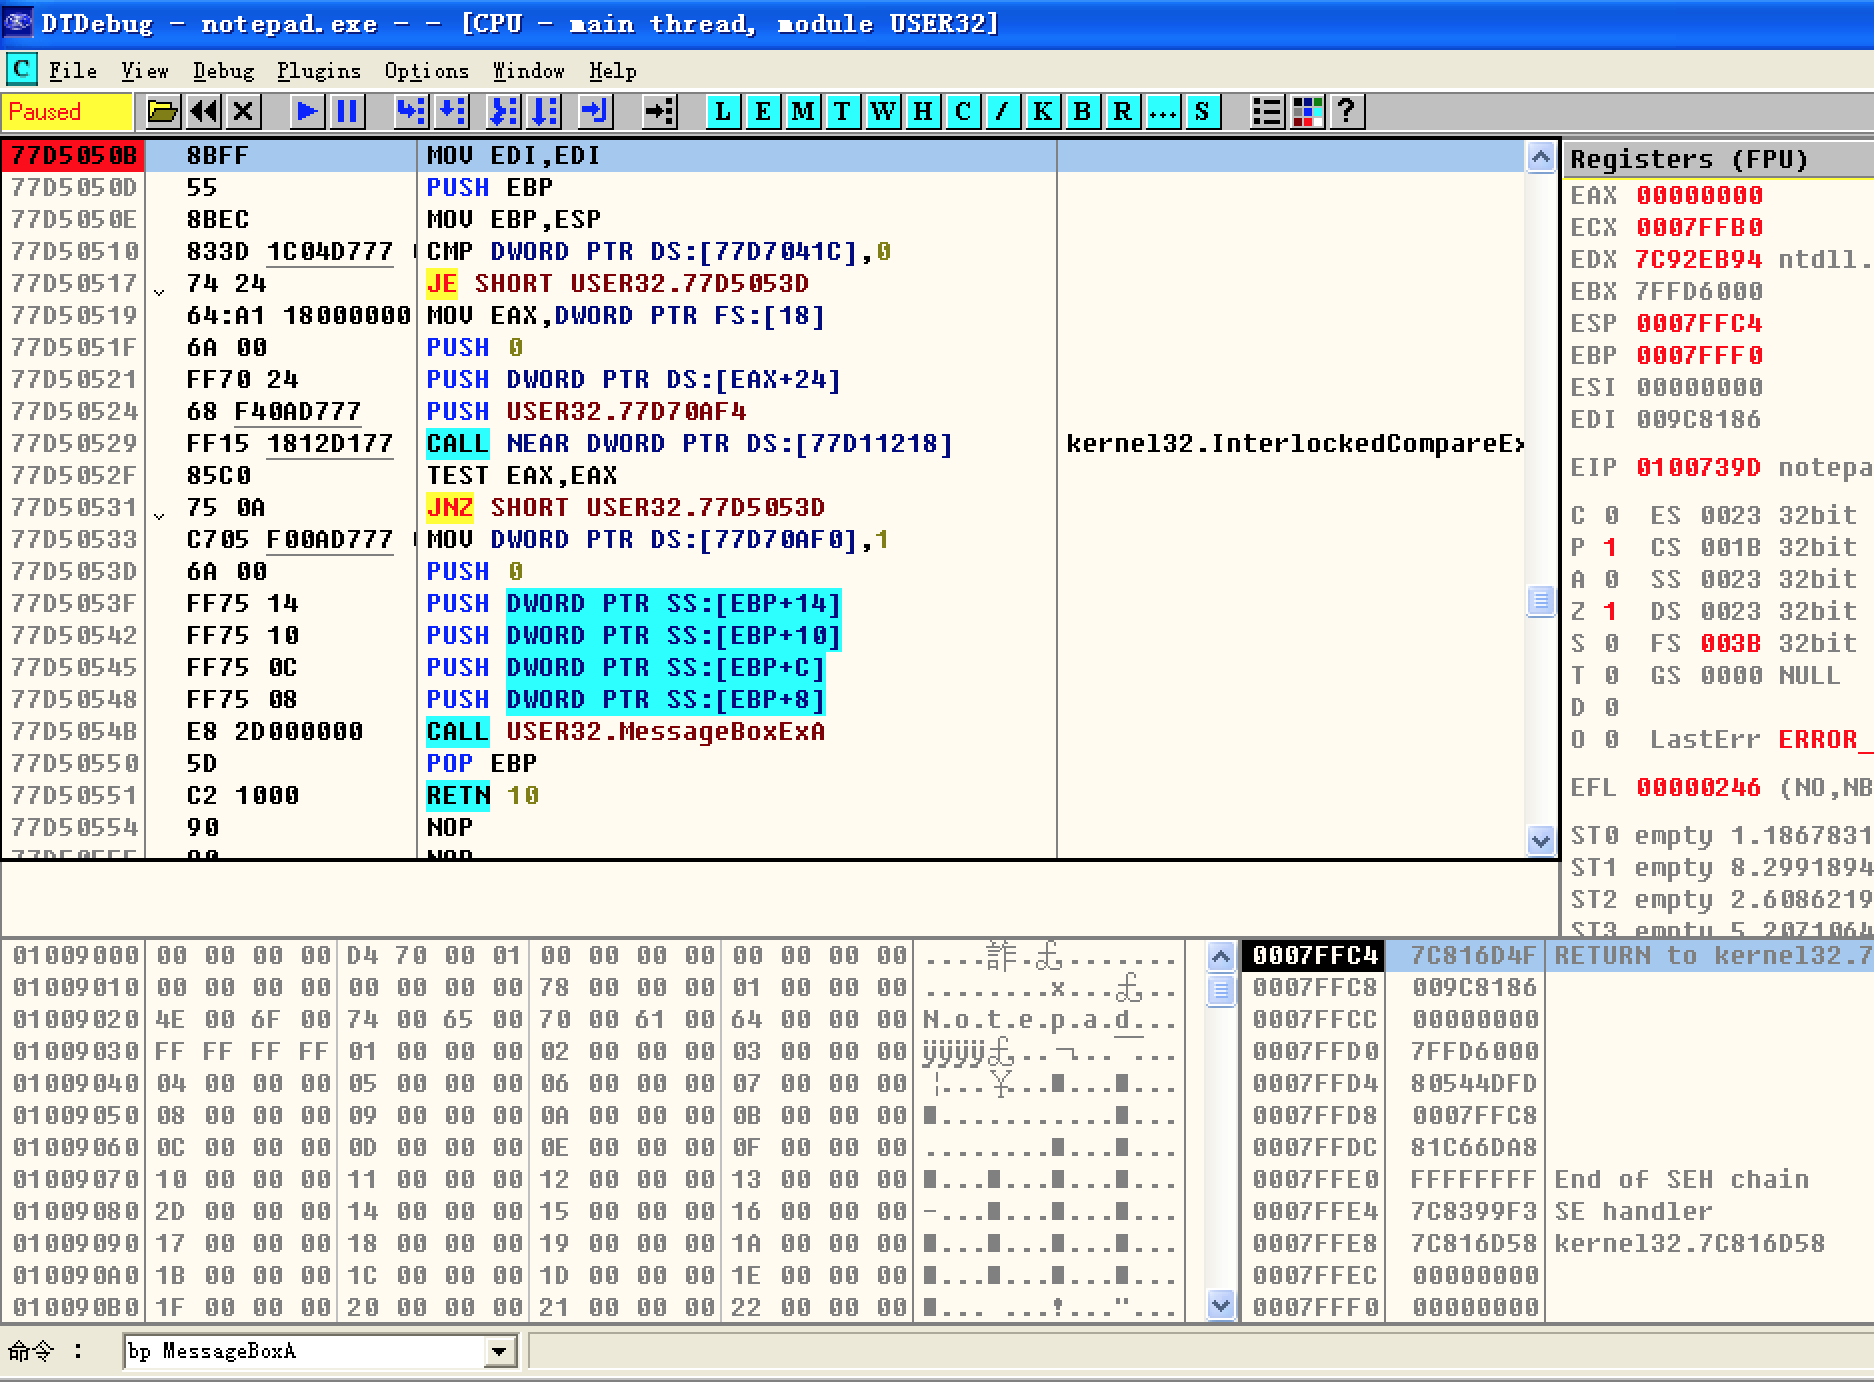 DTDebug - notepad.exe - - [CPU - main thread, module USER32]
C File View Debug Plugins Options Window Help
Paused L E M T W H C / K B R ... S ?
77D5050B 8BFF MOV EDI,EDI
77D5050D 55 PUSH EBP
77D5050E 8BEC MOV EBP,ESP
77D50510 833D 1C04D777 CMP DWORD PTR DS:[77D7041C],0
77D50517 74 24 JE SHORT USER32.77D5053D
77D50519 64:A1 18000000 MOV EAX,DWORD PTR FS:[18]
77D5051F 6A 00 PUSH 0
77D50521 FF70 24 PUSH DWORD PTR DS:[EAX+24]
77D50524 68 F40AD777 PUSH USER32.77D70AF4
77D50529 FF15 1812D177 CALL NEAR DWORD PTR DS:[77D11218] kernel32.InterlockedCompareEx
77D5052F 85C0 TEST EAX,EAX
77D50531 75 0A JNZ SHORT USER32.77D5053D
77D50533 C705 F00AD777 MOV DWORD PTR DS:[77D70AF0],1
77D5053D 6A 00 PUSH 0
77D5053F FF75 14 PUSH DWORD PTR SS:[EBP+14]
77D50542 FF75 10 PUSH DWORD PTR SS:[EBP+10]
77D50545 FF75 0C PUSH DWORD PTR SS:[EBP+C]
77D50548 FF75 08 PUSH DWORD PTR SS:[EBP+8]
77D5054B E8 2D000000 CALL USER32.MessageBoxExA
77D50550 5D POP EBP
77D50551 C2 1000 RETN 10
77D50554 90 NOP
Registers (FPU)
EAX 00000000
ECX 0007FFB0
EDX 7C92EB94 ntdll.
EBX 7FFD6000
ESP 0007FFC4
EBP 0007FFF0
ESI 00000000
EDI 009C8186
EIP 0100739D notepa
C 0 ES 0023 32bit
P 1 CS 001B 32bit
A 0 SS 0023 32bit
Z 1 DS 0023 32bit
S 0 FS 003B 32bit
T 0 GS 0000 NULL
D 0
O 0 LastErr ERROR_
EFL 00000246 (NO,NB
ST0 empty 1.1867831
ST1 empty 8.2991894
ST2 empty 2.6086219
ST3 empty 5.2071064
01009000 00 00 00 00 D4 70 00 01 00 00 00 00 00 00 00 00 ....詐.£........
01009010 00 00 00 00 00 00 00 00 78 00 00 00 01 00 00 00 ........x...£..
01009020 4E 00 6F 00 74 00 65 00 70 00 61 00 64 00 00 00 N.o.t.e.p.a.d...
01009030 FF FF FF FF 01 00 00 00 02 00 00 00 03 00 00 00 ÿÿÿÿ£...¬... ...
01009040 04 00 00 00 05 00 00 00 06 00 00 00 07 00 00 00 ¦...¥...■...■...
01009050 08 00 00 00 09 00 00 00 0A 00 00 00 0B 00 00 00 ■...........■...
01009060 0C 00 00 00 0D 00 00 00 0E 00 00 00 0F 00 00 00 ........■...■...
01009070 10 00 00 00 11 00 00 00 12 00 00 00 13 00 00 00 ■...■...■...■...
01009080 2D 00 00 00 14 00 00 00 15 00 00 00 16 00 00 00 -...■...■...■...
01009090 17 00 00 00 18 00 00 00 19 00 00 00 1A 00 00 00 ■...■...■...■...
010090A0 1B 00 00 00 1C 00 00 00 1D 00 00 00 1E 00 00 00 ■...■...■...■...
010090B0 1F 00 00 00 20 00 00 00 21 00 00 00 22 00 00 00 ■... ...!..."...
0007FFC4 7C816D4F RETURN to kernel32.7
0007FFC8 009C8186
0007FFCC 00000000
0007FFD0 7FFD6000
0007FFD4 80544DFD
0007FFD8 0007FFC8
0007FFDC 81C66DA8
0007FFE0 FFFFFFFF End of SEH chain
0007FFE4 7C8399F3 SE handler
0007FFE8 7C816D58 kernel32.7C816D58
0007FFEC 00000000
0007FFF0 00000000
命令 : bp MessageBoxA